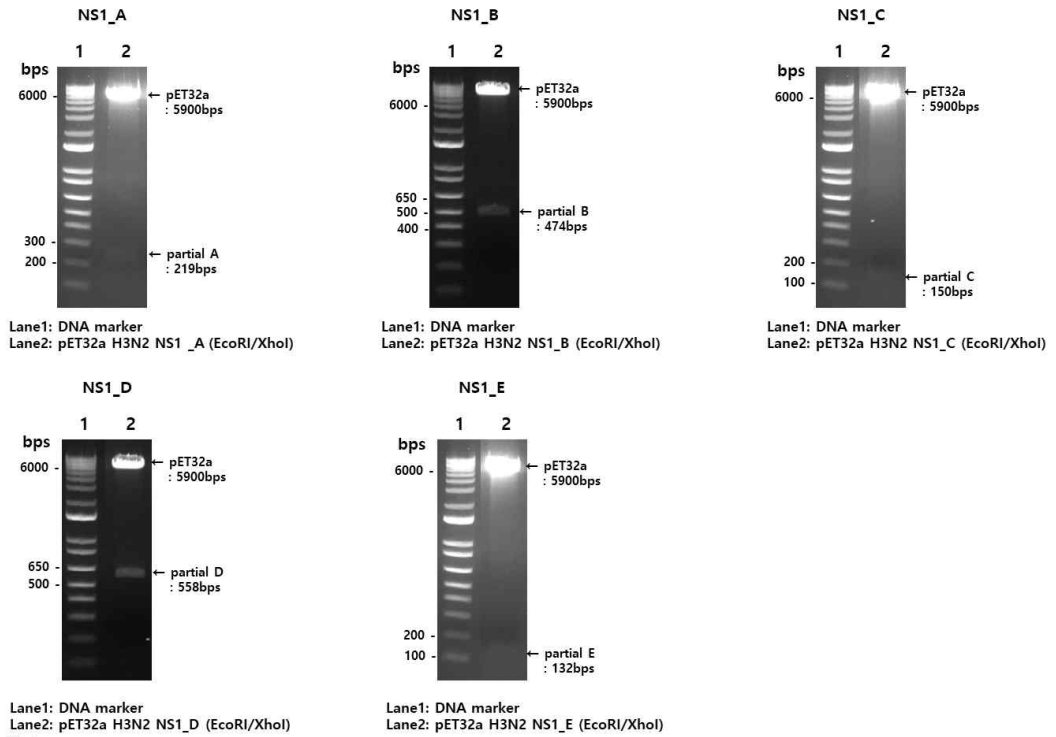 NS1_A
1 2
bps
6000 -
← pET32a
: 5900bps
300 -
200 -
← partial A
: 219bps
Lane1: DNA marker
Lane2: pET32a H3N2 NS1 _A (EcoRI/XhoI)
NS1_B
1 2
bps
6000 -
← pET32a
: 5900bps
650 -
500 -
400 -
← partial B
: 474bps
Lane1: DNA marker
Lane2: pET32a H3N2 NS1_B (EcoRI/XhoI)
NS1_C
1 2
bps
6000 -
← pET32a
: 5900bps
200 -
100 -
← partial C
: 150bps
Lane1: DNA marker
Lane2: pET32a H3N2 NS1_C (EcoRI/XhoI)
NS1_D
1 2
bps
6000 -
← pET32a
: 5900bps
650 -
500 -
← partial D
: 558bps
Lane1: DNA marker
Lane2: pET32a H3N2 NS1_D (EcoRI/XhoI)
NS1_E
1 2
bps
6000 -
← pET32a
: 5900bps
200 -
100 -
← partial E
: 132bps
Lane1: DNA marker
Lane2: pET32a H3N2 NS1_E (EcoRI/XhoI)